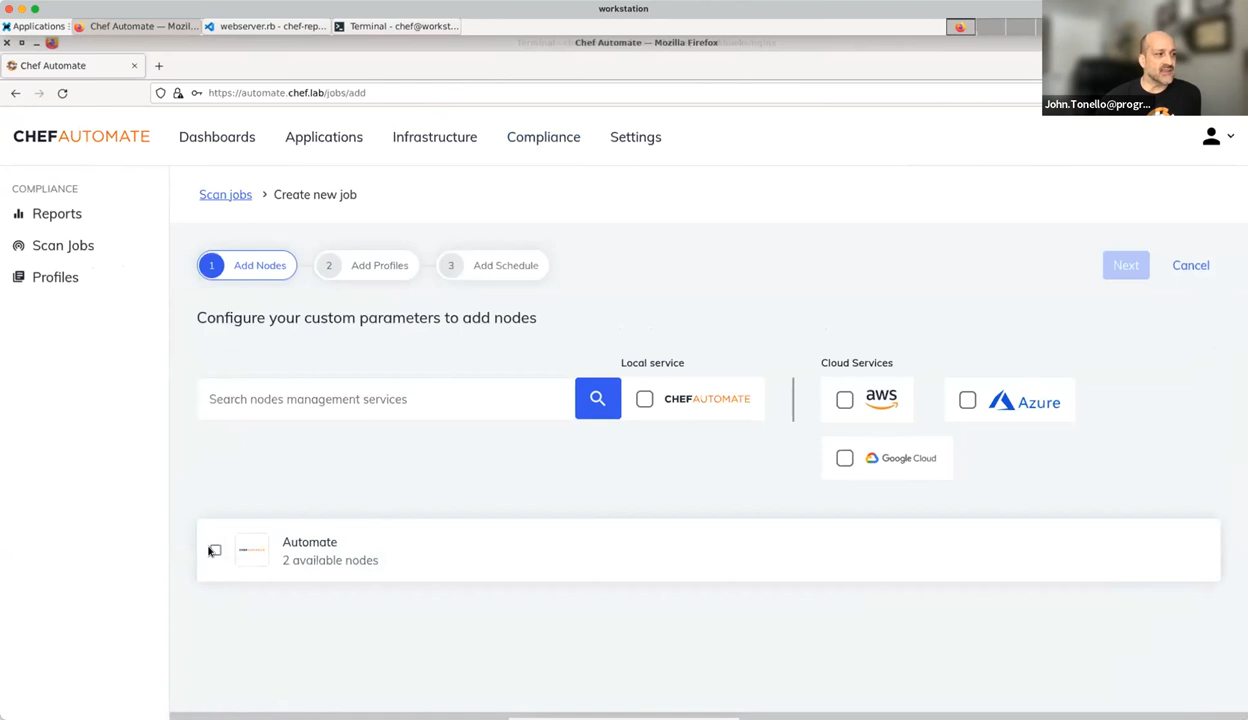 workstation
Applications
Chef Automate — Mozil...
webserver.rb - chef-rep...
Terminal - chef@workst...
Chef Automate — Mozilla Firefox
Chef Automate
https://automate.chef.lab/jobs/add
John.Tonello@progr...
CHEFAUTOMATE
Dashboards
Applications
Infrastructure
Compliance
Settings
COMPLIANCE
Reports
Scan Jobs
Profiles
Scan jobs > Create new job
1 Add Nodes
2 Add Profiles
3 Add Schedule
Next
Cancel
Configure your custom parameters to add nodes
Local service
Cloud Services
Search nodes management services
CHEFAUTOMATE
aws
Azure
Google Cloud
Automate
2 available nodes